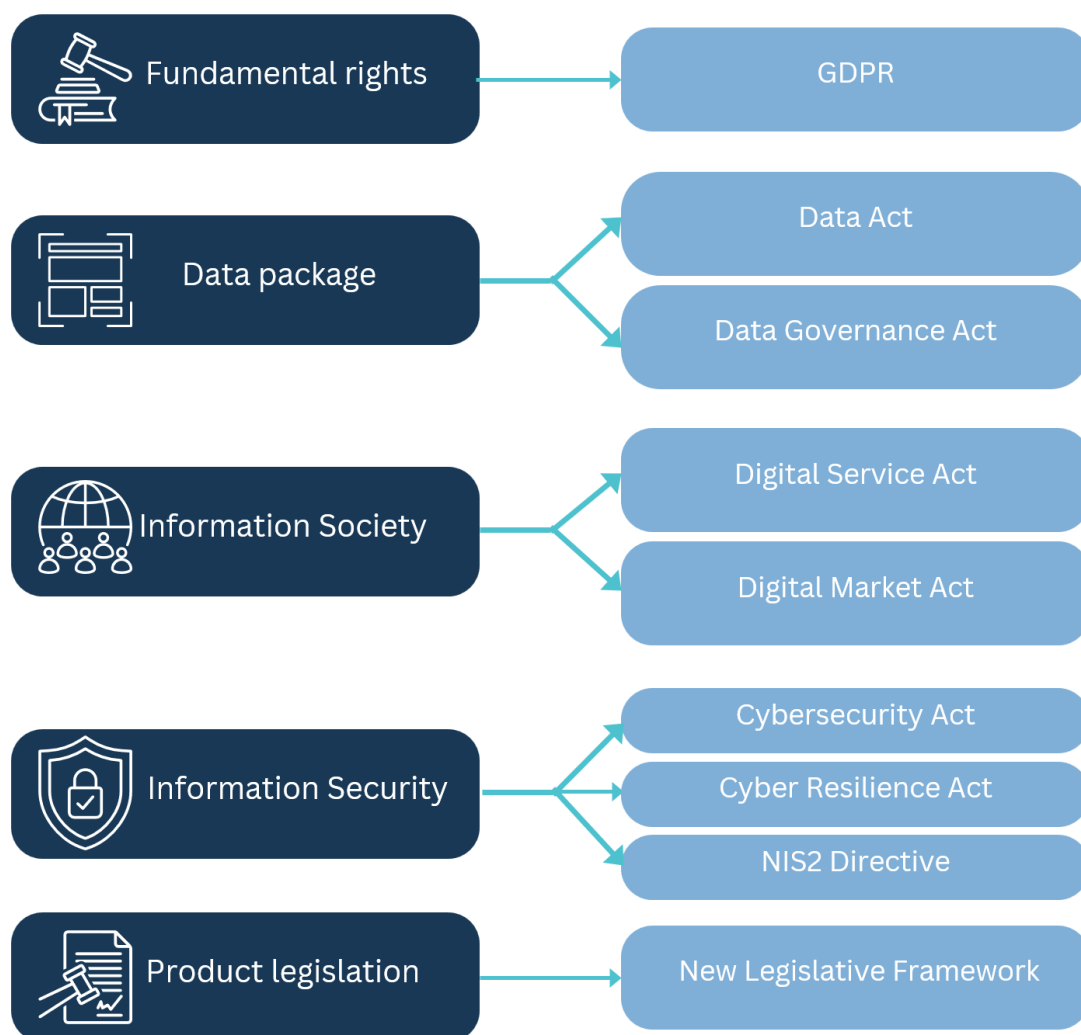 Fundamental rights
GDPR
Data package
Data Act
Data Governance Act
Information Society
Digital Service Act
Digital Market Act
Information Security
Cybersecurity Act
Cyber Resilience Act
NIS2 Directive
Product legislation
New Legislative Framework